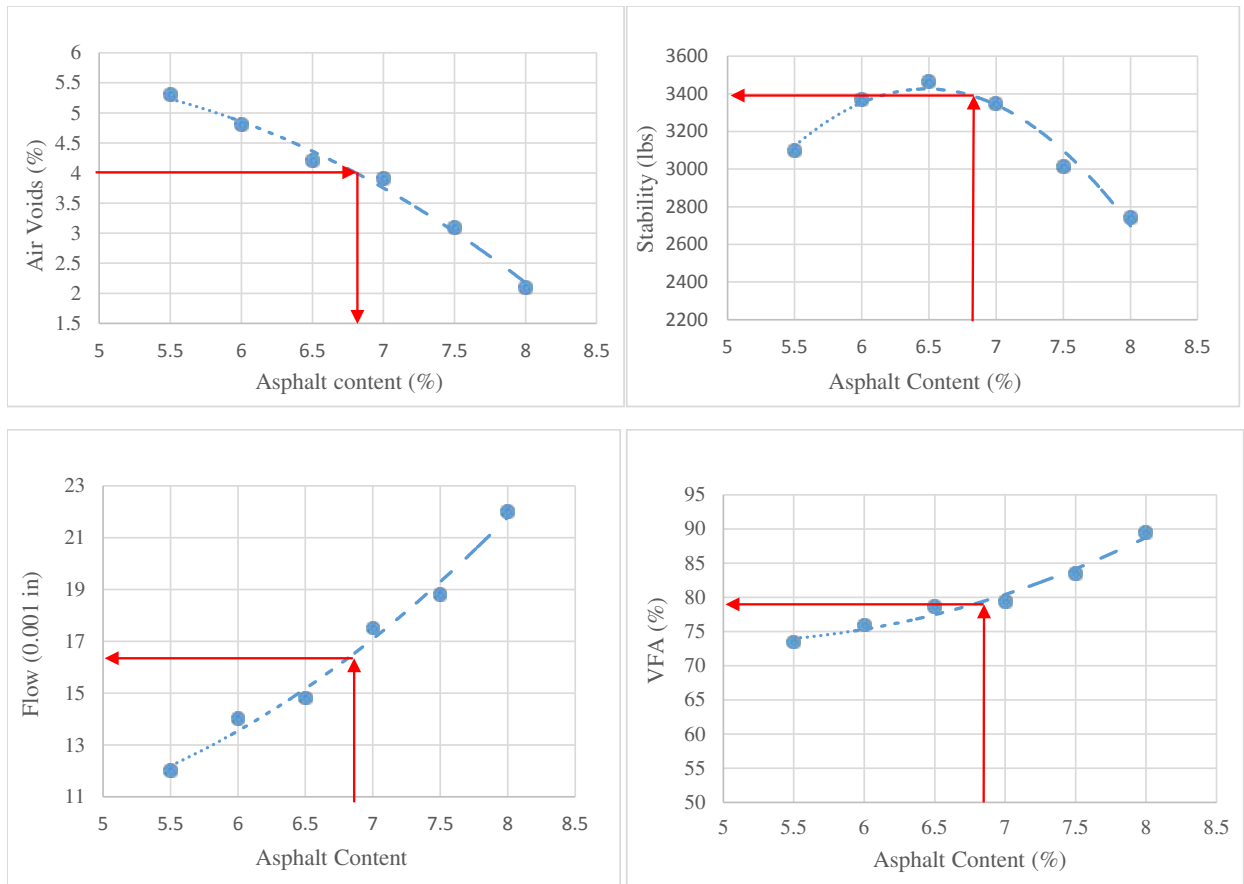 6
5.5
5
4.5
4
3.5
3
2.5
2
1.5
Air Voids (%)
5 5.5 6 6.5 7 7.5 8 8.5
Asphalt content (%)
3600
3400
3200
3000
2800
2600
2400
2200
Stability (lbs)
5 5.5 6 6.5 7 7.5 8 8.5
Asphalt Content (%)
23
21
19
17
15
13
11
Flow (0.001 in)
5 5.5 6 6.5 7 7.5 8 8.5
Asphalt Content
95
90
85
80
75
70
65
60
55
50
VFA (%)
5 5.5 6 6.5 7 7.5 8 8.5
Asphalt Content (%)